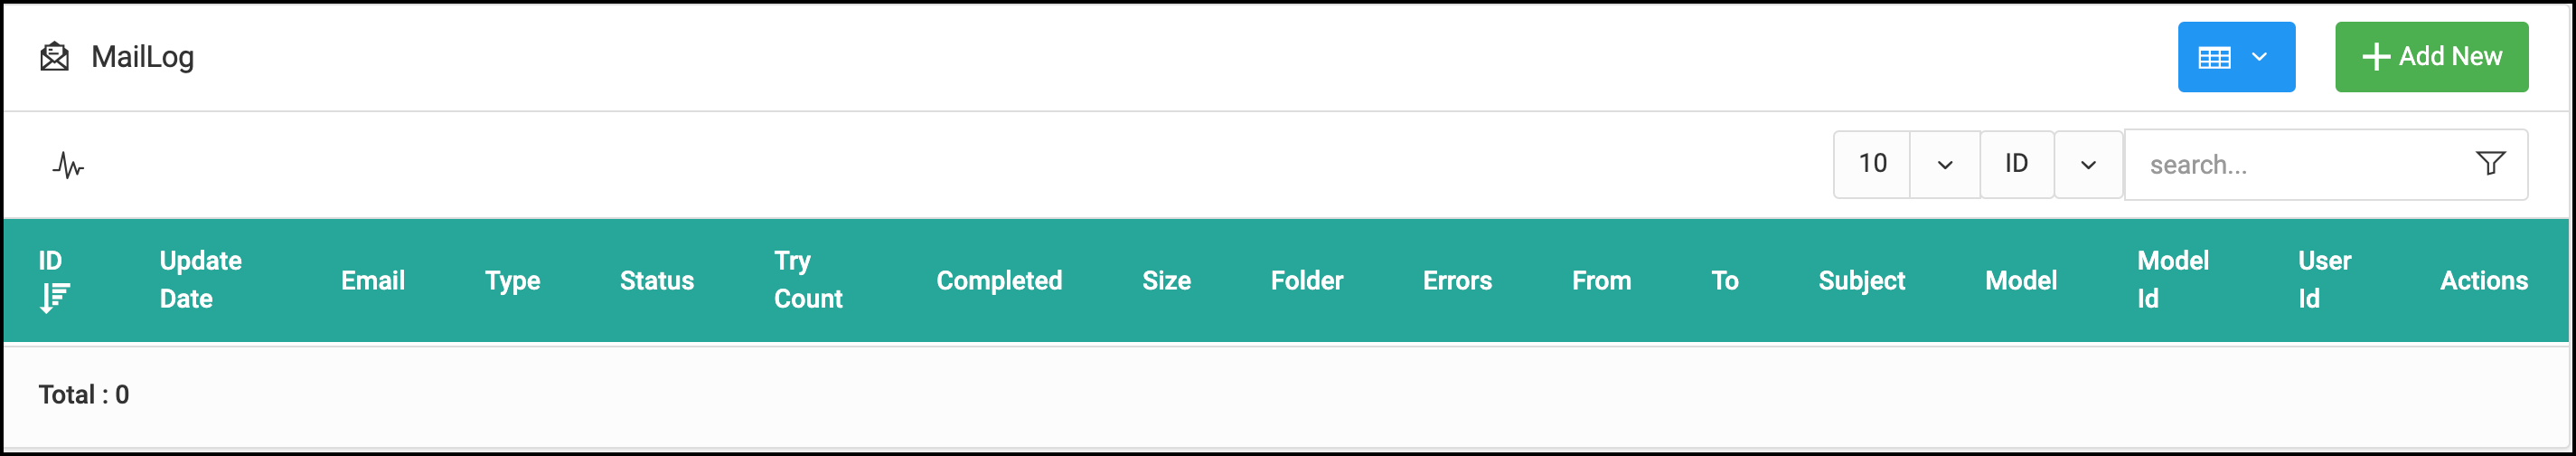 MailLog
Add New
10 ID search...
ID Update Date Email Type Status Try Count Completed Size Folder Errors From To Subject Model Model Id User Id Actions
Total : 0